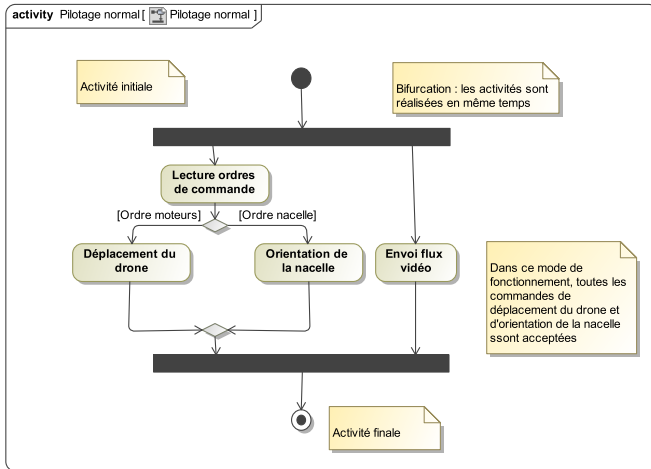 activity Pilotage normal [ Pilotage normal ]
Activité initiale
Bifurcation : les activités sont
réalisées en même temps
Lecture ordres
de commande
[Ordre moteurs]
[Ordre nacelle]
Déplacement du
drone
Orientation de
la nacelle
Envoi flux
vidéo
Dans ce mode de
fonctionnement, toutes les
commandes de
déplacement du drone et
d'orientation de la nacelle
ssont acceptées
Activité finale